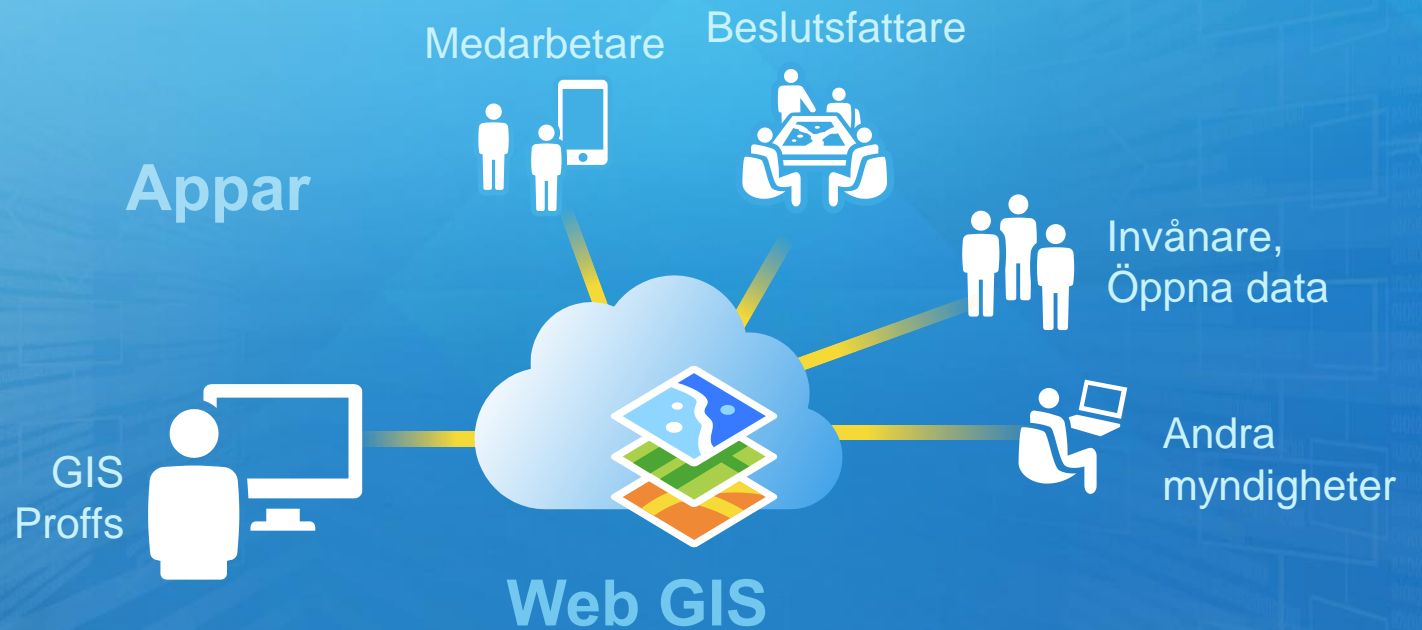 Medarbetare
Beslutsfattare
Appar
Invånare,
Öppna data
GIS
Proffs
Andra
myndigheter
Web GIS